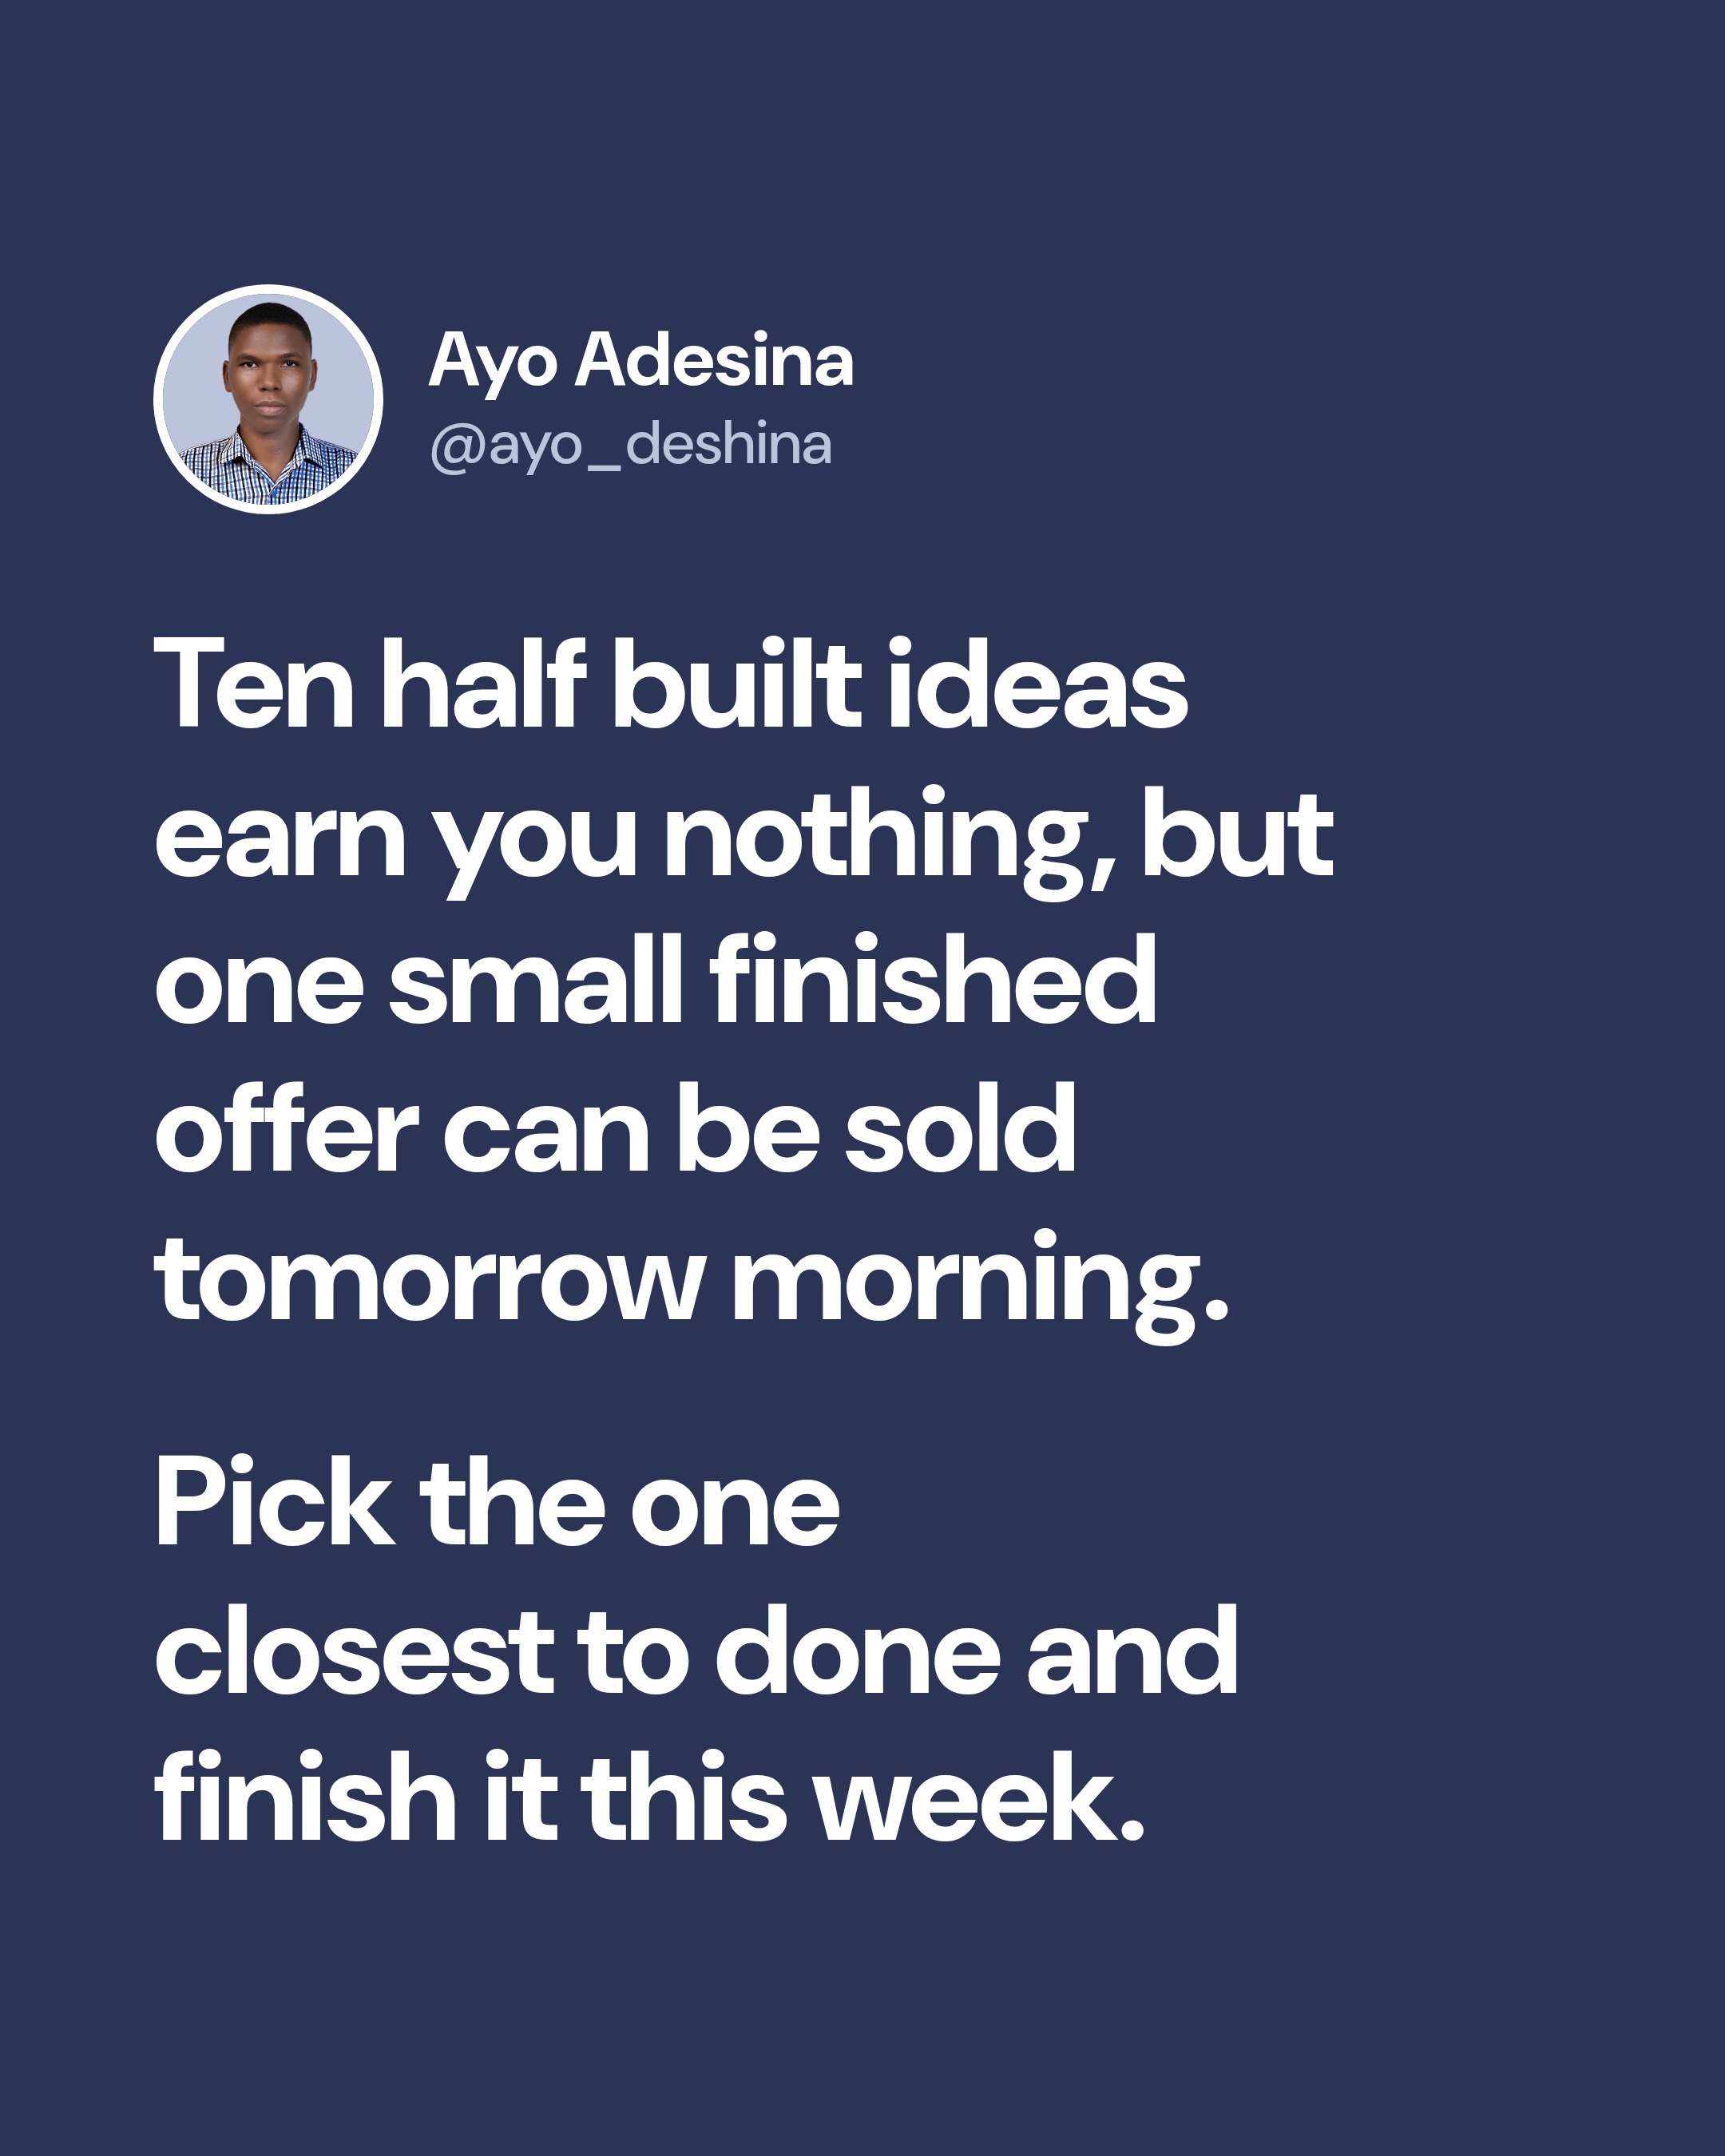 Ayo Adesina
@ayo_deshina
Ten half built ideas
earn you nothing, but
one small finished
offer can be sold
tomorrow morning.
Pick the one
closest to done and
finish it this week.